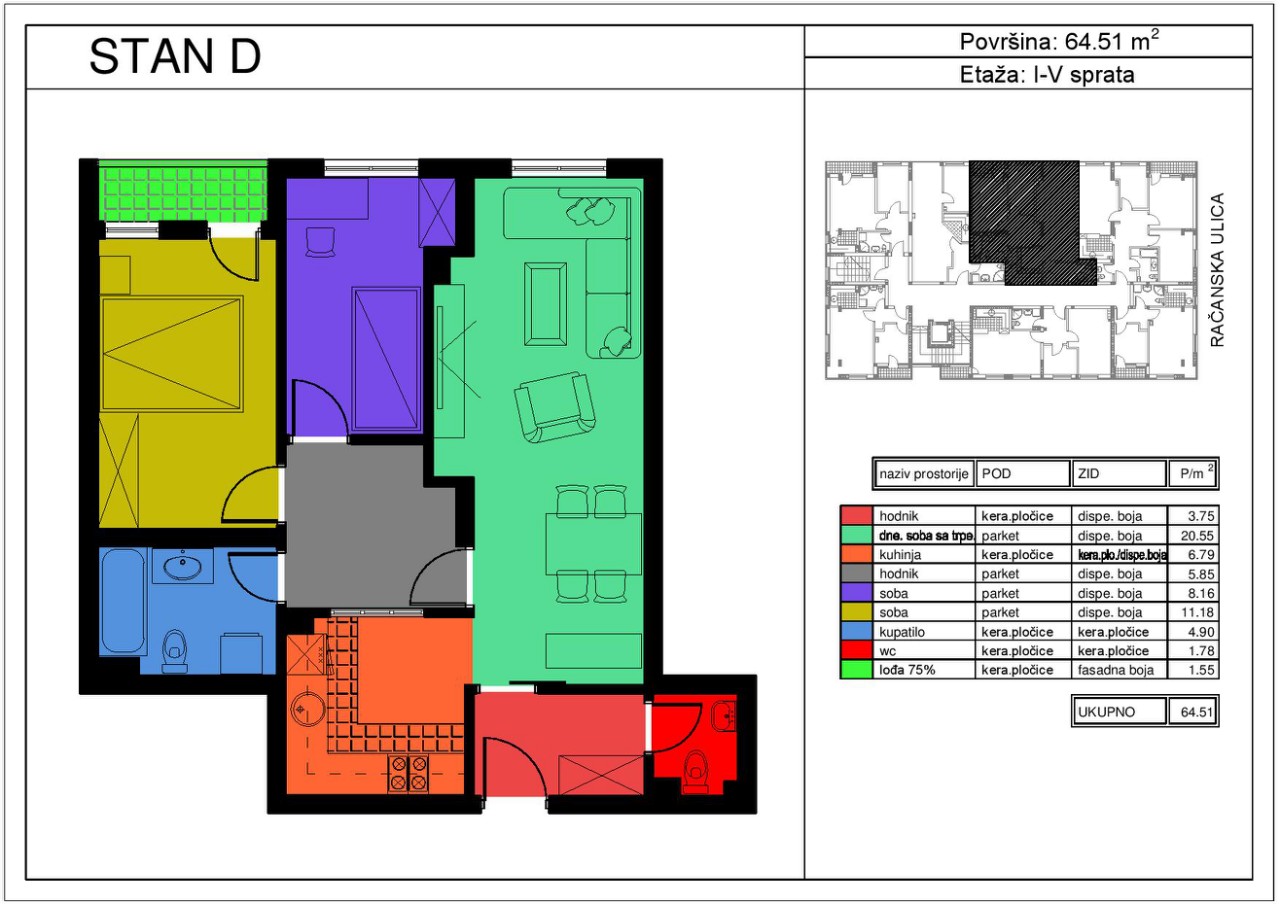 STAN D
Površina: 64.51 m²
Etaža: I-V sprata
RAČANSKA ULICA
naziv prostorije POD ZID P/m ²
hodnik kera.pločice dispe. boja 3.75
dne. soba sa trpe. parket dispe. boja 20.55
kuhinja kera.pločice kera.plo./dispe.boja 6.79
hodnik parket dispe. boja 5.85
soba parket dispe. boja 8.16
soba parket dispe. boja 11.18
kupatilo kera.pločice kera.pločice 4.90
wc kera.pločice kera.pločice 1.78
lođa 75% kera.pločice fasadna boja 1.55
UKUPNO 64.51